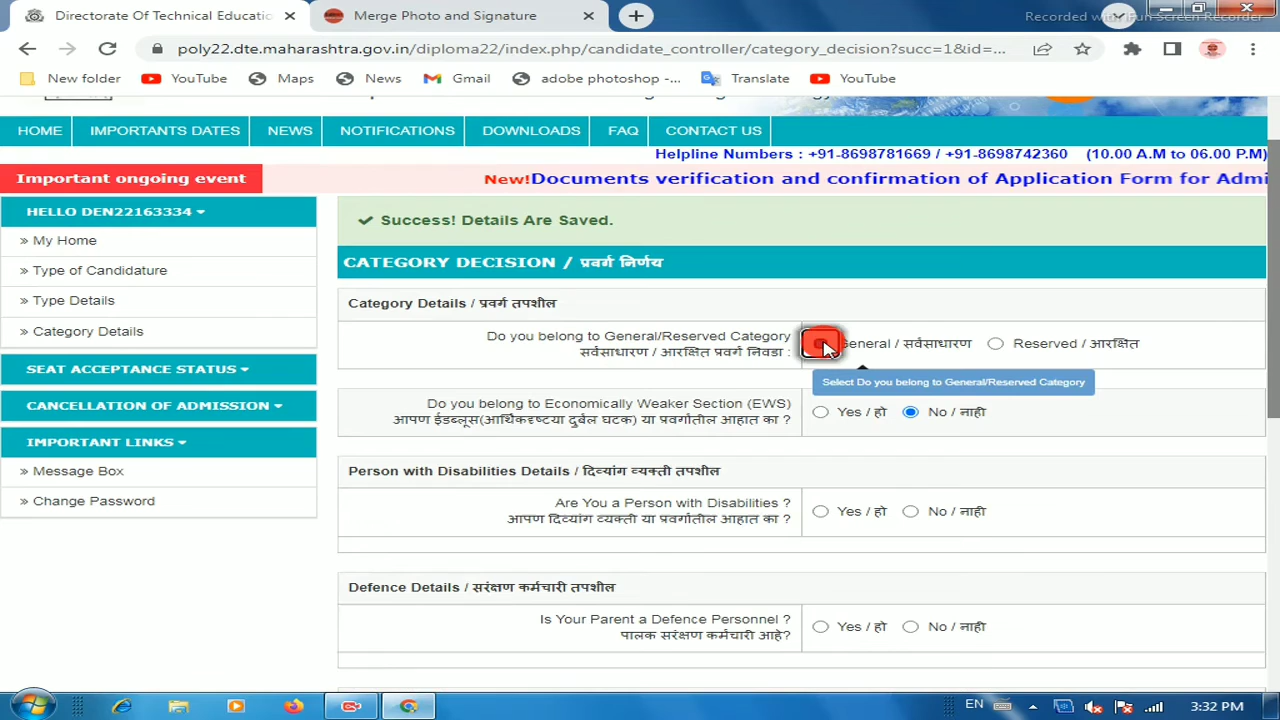 Directorate Of Technical Educatio
Merge Photo and Signature
Recorded with iFun Screen Recorder
poly22.dte.maharashtra.gov.in/diploma22/index.php/candidate_controller/category_decision?succ=1&id=...
New folder YouTube Maps News Gmail adobe photoshop -... Translate YouTube
HOME IMPORTANTS DATES NEWS NOTIFICATIONS DOWNLOADS FAQ CONTACT US
Helpline Numbers : +91-8698781669 / +91-8698742360 (10.00 A.M to 06.00 P.M)
Important ongoing event
New!Documents verification and confirmation of Application Form for Admi
HELLO DEN22163334
» My Home
» Type of Candidature
» Type Details
» Category Details
SEAT ACCEPTANCE STATUS
CANCELLATION OF ADMISSION
IMPORTANT LINKS
» Message Box
» Change Password
Success! Details Are Saved.
CATEGORY DECISION / प्रवर्ग निर्णय
Category Details / प्रवर्ग तपशील
Do you belong to General/Reserved Category
सर्वसाधारण / आरक्षित प्रवर्ग निवडा :
General / सर्वसाधारण Reserved / आरक्षित
Select Do you belong to General/Reserved Category
Do you belong to Economically Weaker Section (EWS)
आपण ईडब्लूस(आर्थिकदृष्टया दुर्बल घटक) या प्रवर्गातील आहात का ?
Yes / हो No / नाही
Person with Disabilities Details / दिव्यांग व्यक्ती तपशील
Are You a Person with Disabilities ?
आपण दिव्यांग व्यक्ती या प्रवर्गातील आहात का ?
Yes / हो No / नाही
Defence Details / सरंक्षण कर्मचारी तपशील
Is Your Parent a Defence Personnel ?
पालक सरंक्षण कर्मचारी आहे?
Yes / हो No / नाही
EN
3:32 PM